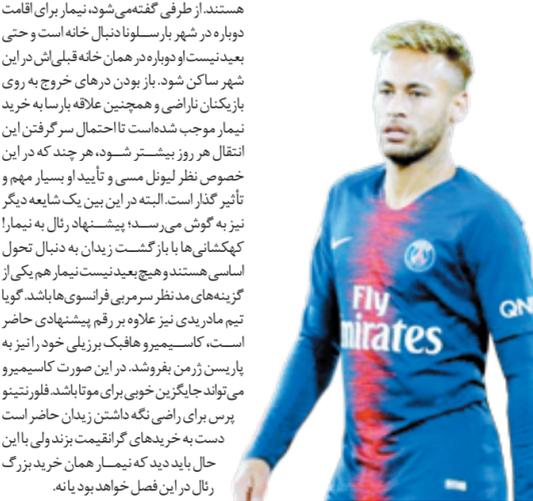 هستند. از طرفی گفته‌می‌شود، نیمار برای اقامت
دوباره در شهر بارسلونا دنبال خانه است و حتی
بعید نیست او دوباره در همان خانه قبلی‌اش در این
شهر ساکن شود. باز بودن درهای خروج به روی
بازیکنان ناراضی و همچنین علاقه بارسا به خرید
نیمار موجب شده‌است تا احتمال سر گرفتن این
انتقال هر روز بیشتر شود، هر چند که در این
خصوص نظر لیونل مسی و تأیید او بسیار مهم و
تأثیر گذار است. البته در این بین یک شایعه دیگر
نیز به گوش می‌رسد؛ پیشنهاد رئال به نیمار!
کهکشانی‌ها با بازگشت زیدان به دنبال تحول
اساسی هستند و هیچ بعید نیست نیمار هم یکی از
گزینه‌های مد نظر سرمربی فرانسوی‌ها باشد. گویا
تیم مادریدی نیز علاوه بر رقم پیشنهادی حاضر
است، کاسیمیرو هافبک برزیلی خود را نیز به
پاریسن ژرمن بفروشد. در این صورت کاسیمیرو
می‌تواند جایگزین خوبی برای موتا باشد. فلورنتینو
پرس برای راضی نگه داشتن زیدان حاضر است
دست به خریدهای گرانقیمت بزند ولی با این
حال باید دید که نیمار همان خرید بزرگ
رئال در این فصل خواهد بود یا نه.
Fly
mirates
QN